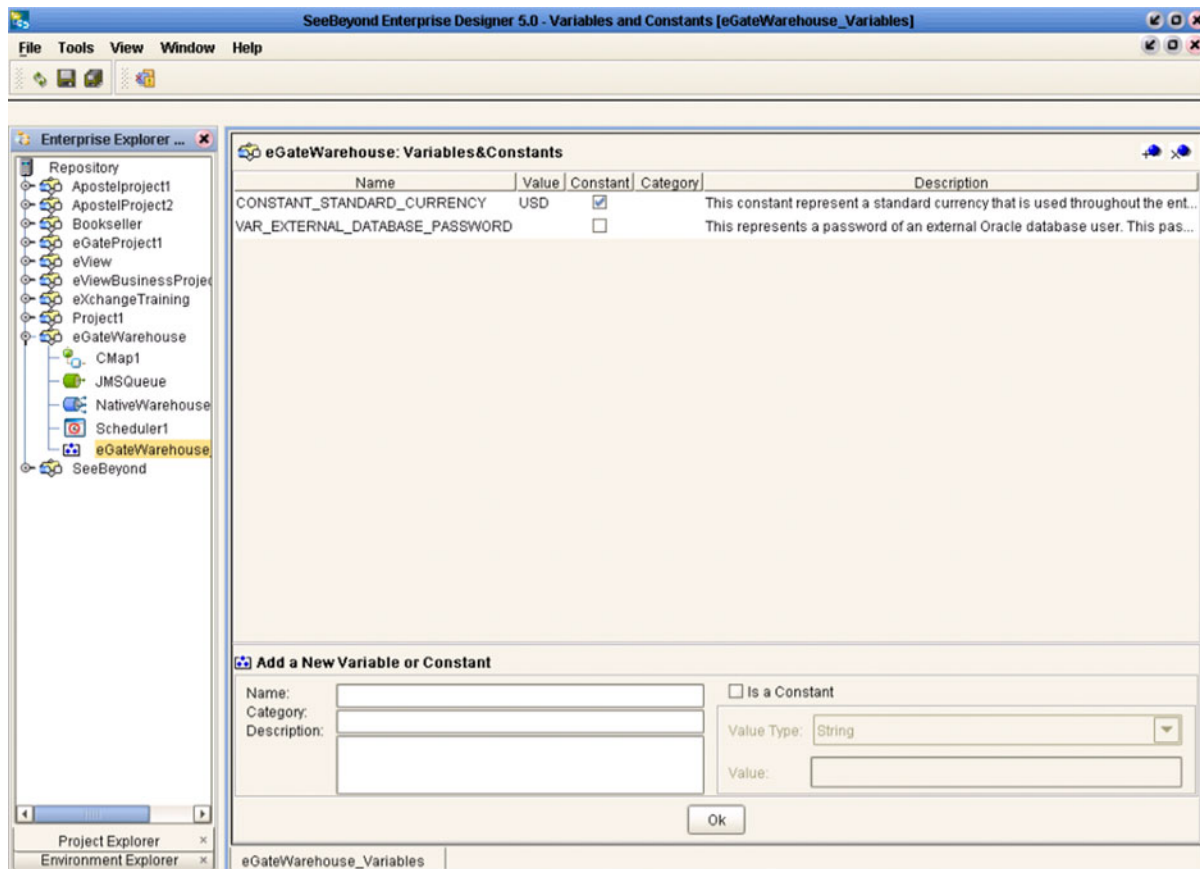 SeeBeyond Enterprise Designer 5.0 - Variables and Constants [eGateWarehouse_Variables]
File Tools View Window Help
Enterprise Explorer ...
Repository
Apostelproject1
ApostelProject2
Bookseller
eGateProject1
eView
eViewBusinessProjec
eXchangeTraining
Project1
eGateWarehouse
CMap1
JMSQueue
NativeWarehouse
Scheduler1
eGateWarehouse_
SeeBeyond
Project Explorer
Environment Explorer
eGateWarehouse: Variables&Constants
Name Value Constant Category Description
CONSTANT_STANDARD_CURRENCY USD This constant represent a standard currency that is used throughout the ent...
VAR_EXTERNAL_DATABASE_PASSWORD This represents a password of an external Oracle database user. This pas...
Add a New Variable or Constant
Name:
Category:
Description:
Is a Constant
Value Type: String
Value:
Ok
eGateWarehouse_Variables